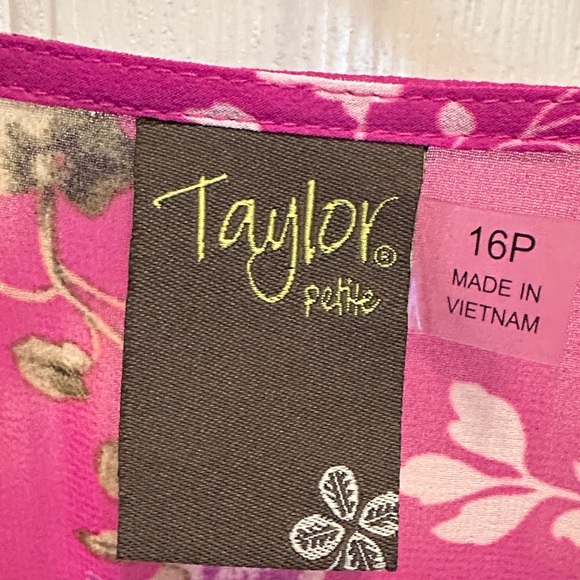 Taylor®
petite
16P
MADE IN
VIETNAM